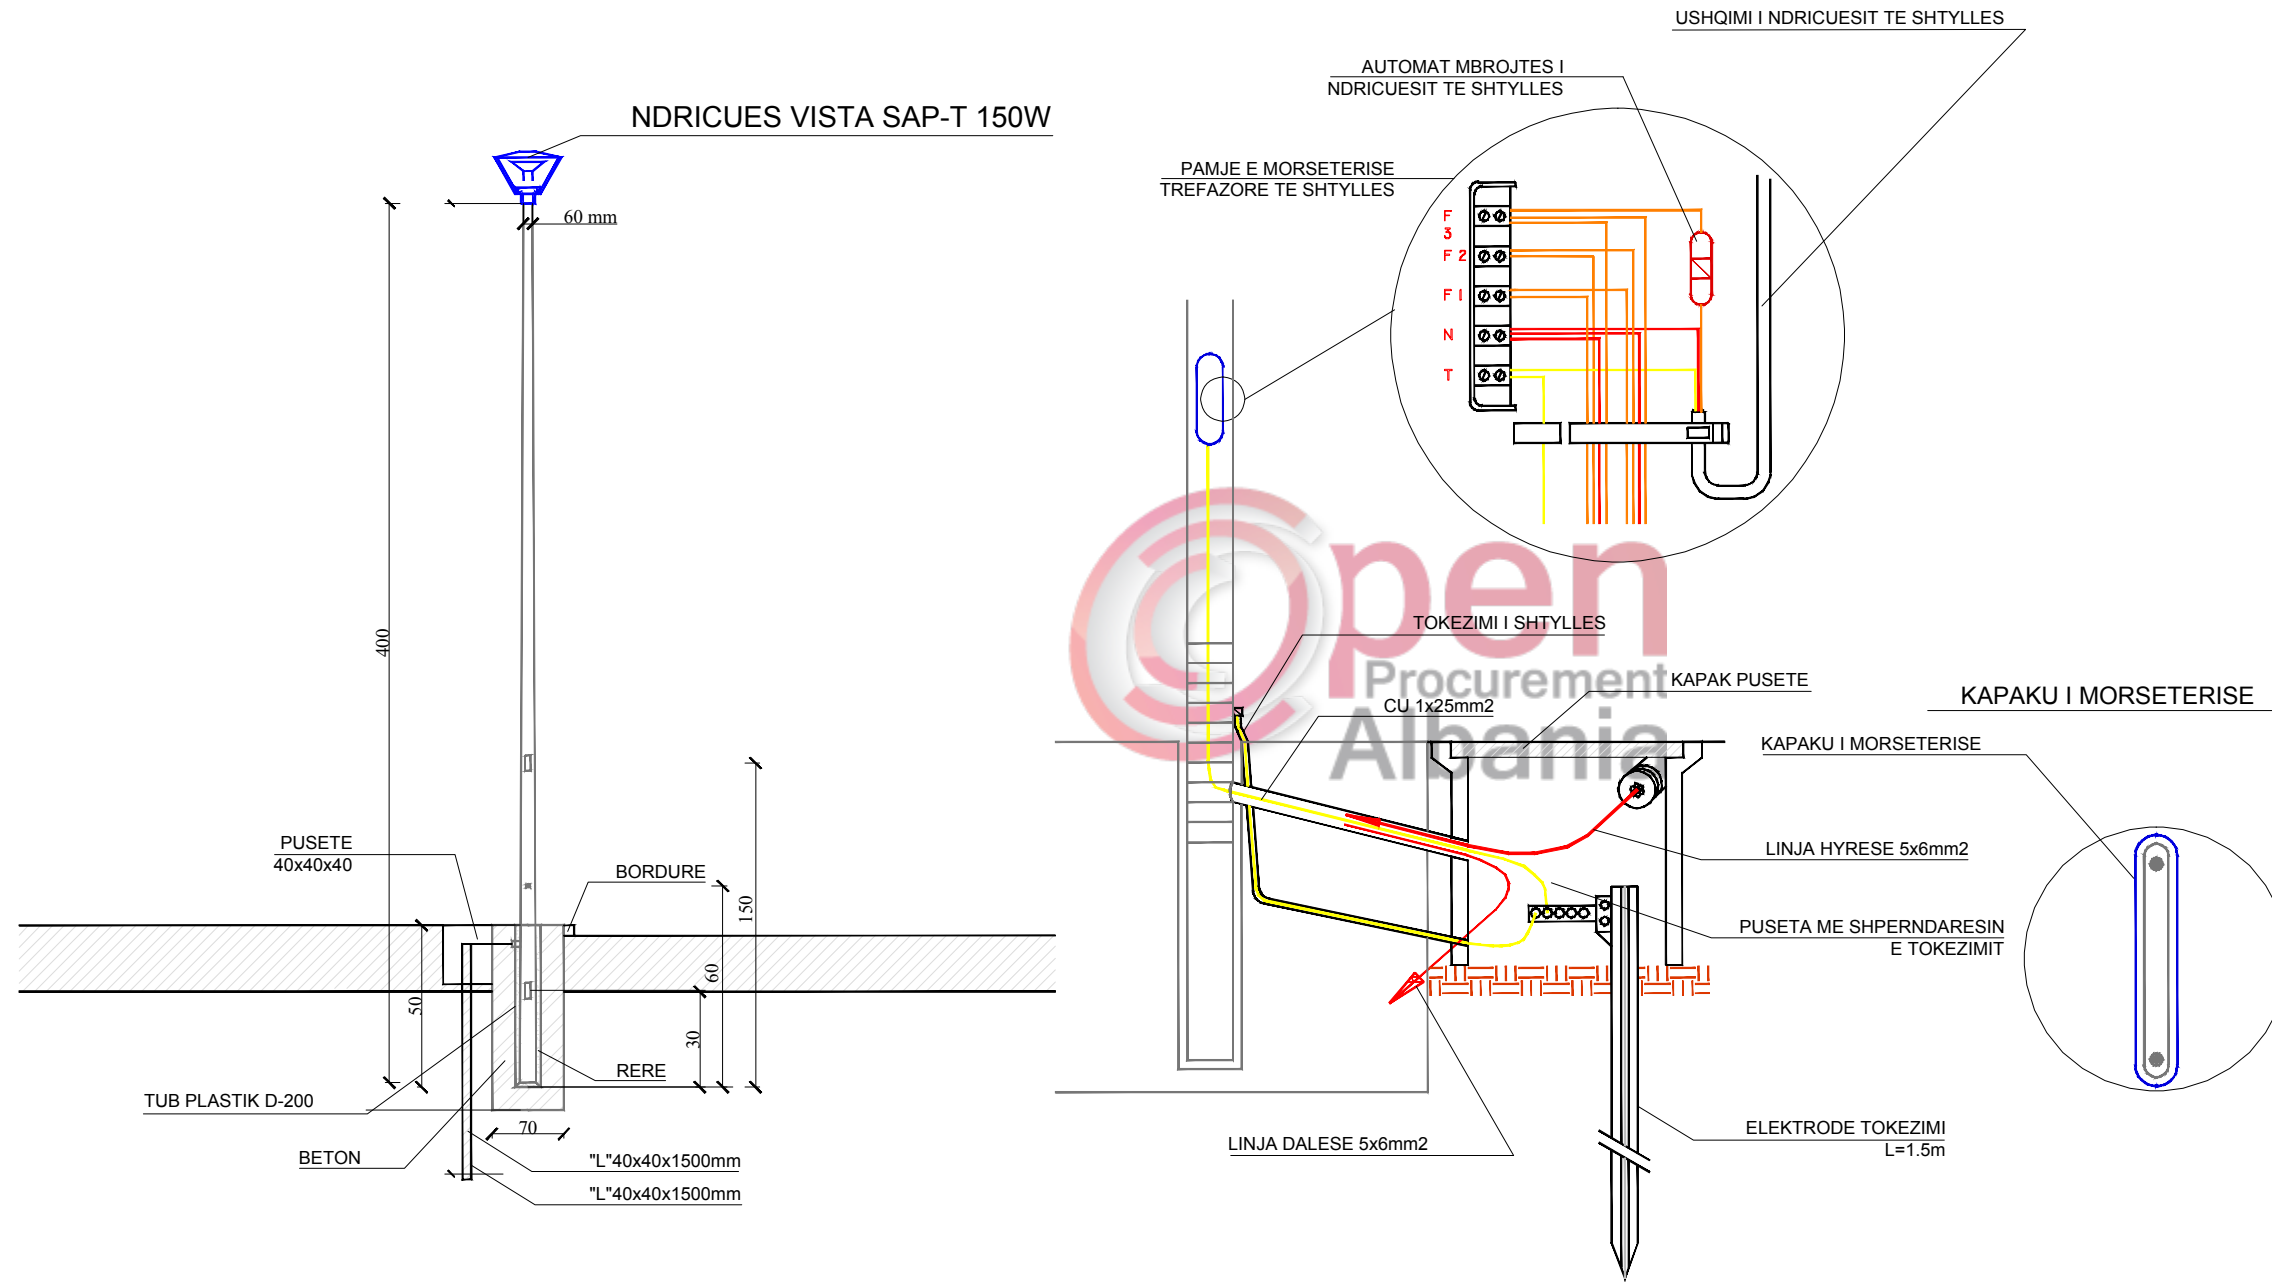 USHQIMI I NDRICUESIT TE SHTYLLES
AUTOMAT MBROJTES I
NDRICUESIT TE SHTYLLES
NDRICUES VISTA SAP-T 150W
PAMJE E MORSETERISE
TREFAZORE TE SHTYLLES
60 mm
F
3
F 2
F 1
N
T
400
Open
Procurement
Albania
TOKEZIMI I SHTYLLES
KAPAK PUSETE
CU 1x25mm2
KAPAKU I MORSETERISE
KAPAKU I MORSETERISE
PUSETE
40x40x40
BORDURE
LINJA HYRESE 5x6mm2
150
60
50
30
PUSETA ME SHPERNDARESIN
E TOKEZIMIT
RERE
TUB PLASTIK D-200
70
BETON
"L"40x40x1500mm
"L"40x40x1500mm
LINJA DALESE 5x6mm2
ELEKTRODE TOKEZIMI
L=1.5m